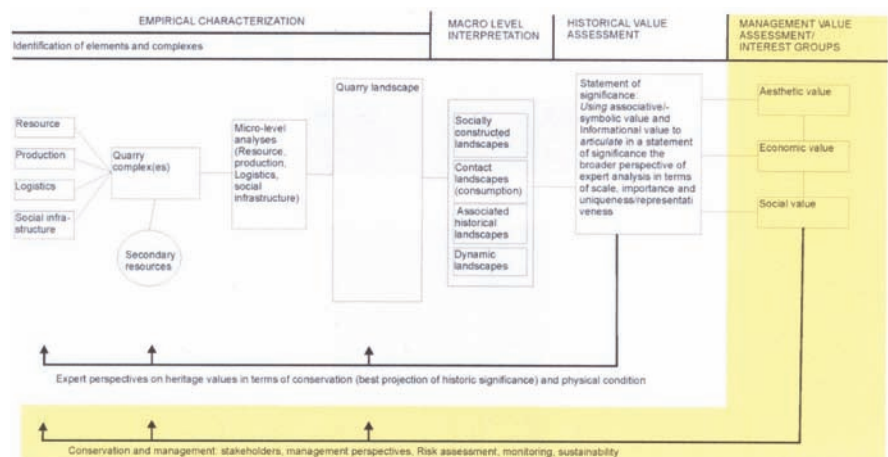 EMPIRICAL CHARACTERIZATION
MACRO LEVEL
INTERPRETATION
HISTORICAL VALUE
ASSESSMENT
MANAGEMENT VALUE
ASSESSMENT/
INTEREST GROUPS
Identification of elements and complexes
Resource
Production
Logistics
Social infra-
structure
Quarry
complex(es)
Secondary
resources
Micro-level
analyses
(Resource,
production,
Logistics,
social
infrastructure)
Quarry landscape
Socially
constructed
landscapes
Contact
landscapes
(consumption)
Associated
historical
landscapes
Dynamic
landscapes
Statement of
significance:
Using associative/-
symbolic value and
Informational value to
articulate in a statement
of significance the
broader perspective of
expert analysis in terms
of scale, importance and
uniqueness/representati
veness
Aesthetic value
Economic value
Social value
Expert perspectives on heritage values in terms of conservation (best projection of historic significance) and physical condition
Conservation and management: stakeholders, management perspectives, Risk assessment, monitoring, sustainability